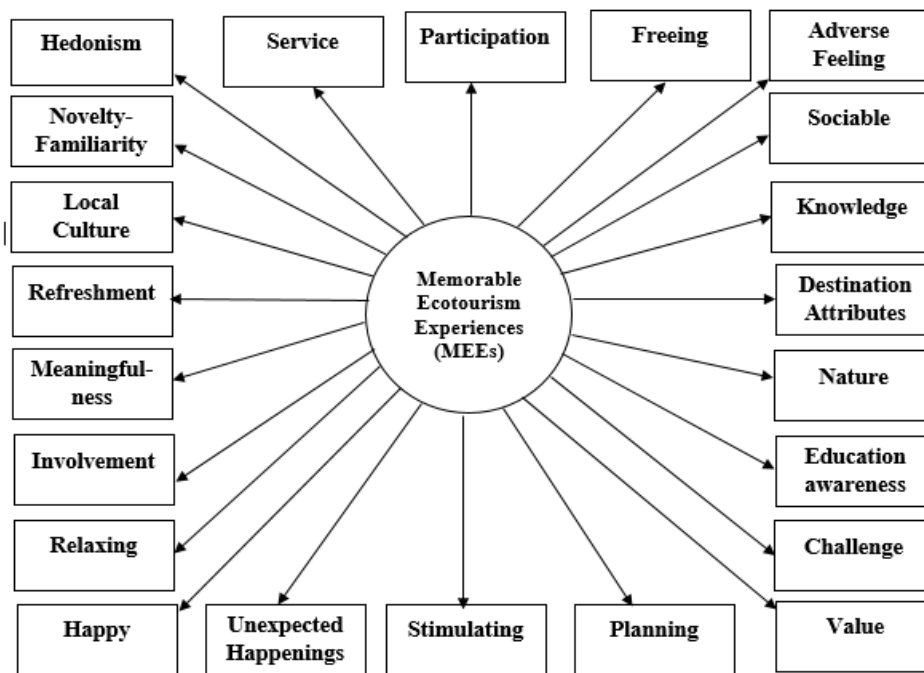 Hedonism
Service
Participation
Freeing
Adverse
Feeling
Novelty-
Familiarity
Sociable
Local
Culture
Knowledge
Refreshment
Memorable
Ecotourism
Experiences
(MEEs)
Destination
Attributes
Meaningful-
ness
Nature
Involvement
Education
awareness
Relaxing
Challenge
Happy
Unexpected
Happenings
Stimulating
Planning
Value